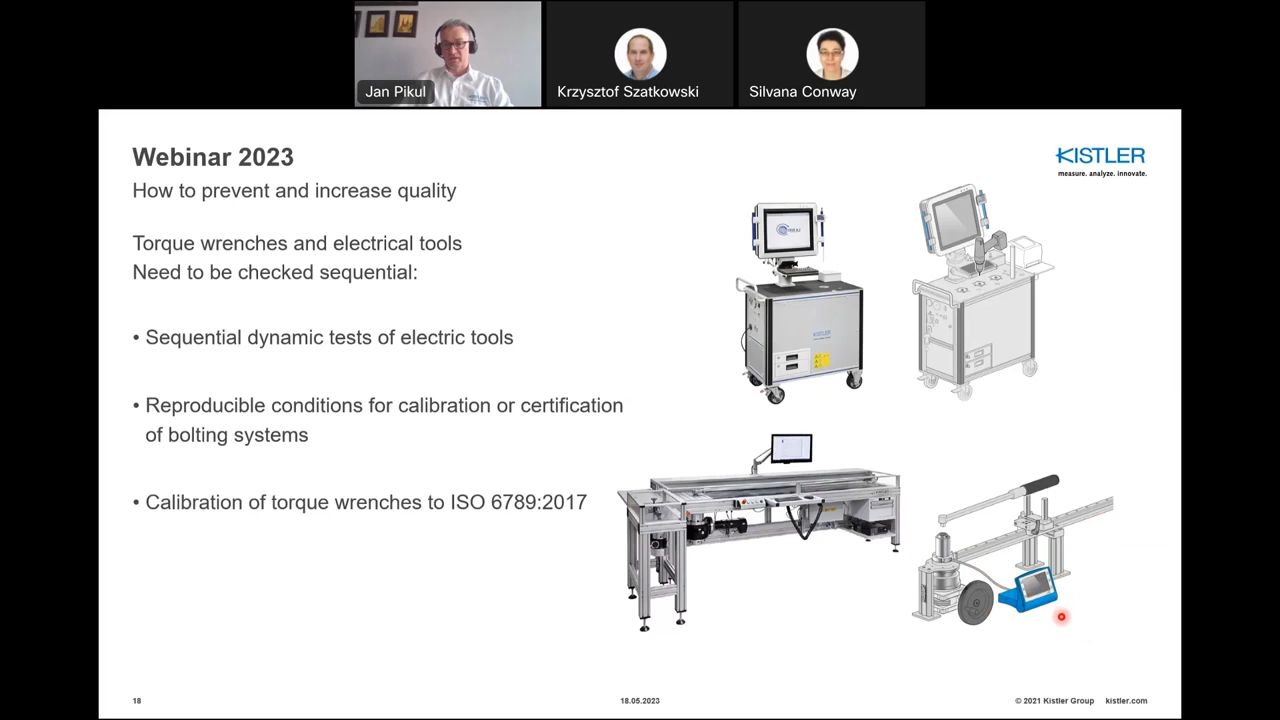 Jan Pikul
Krzysztof Szatkowski
Silvana Conway
Webinar 2023
KISTLER
measure. analyze. innovate.
How to prevent and increase quality
Torque wrenches and electrical tools
Need to be checked sequential:
• Sequential dynamic tests of electric tools
• Reproducible conditions for calibration or certification
of bolting systems
• Calibration of torque wrenches to ISO 6789:2017
KISTLER
18
18.05.2023
© 2021 Kistler Group
kistler.com